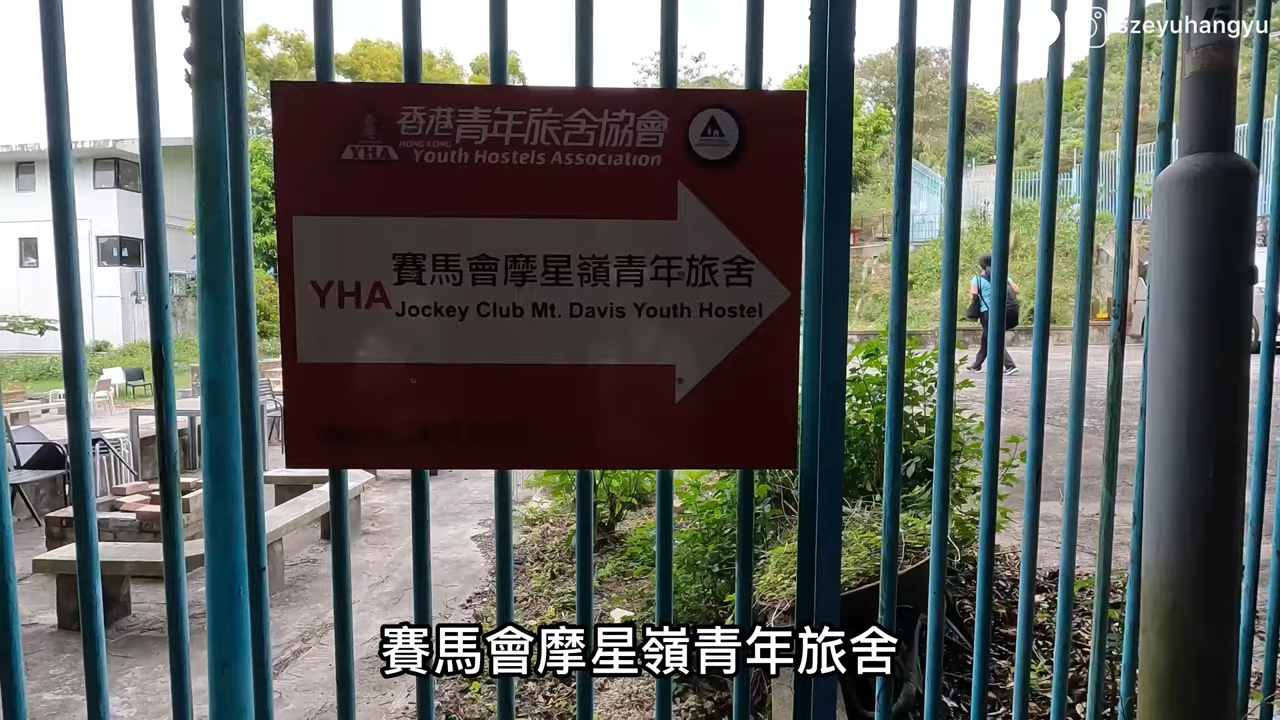 szeyuhangyu
香港青年旅舍協會
HONG KONG
Youth Hostels Association
YHA
賽馬會摩星嶺青年旅舍
YHA
Jockey Club Mt. Davis Youth Hostel
賽馬會摩星嶺青年旅舍